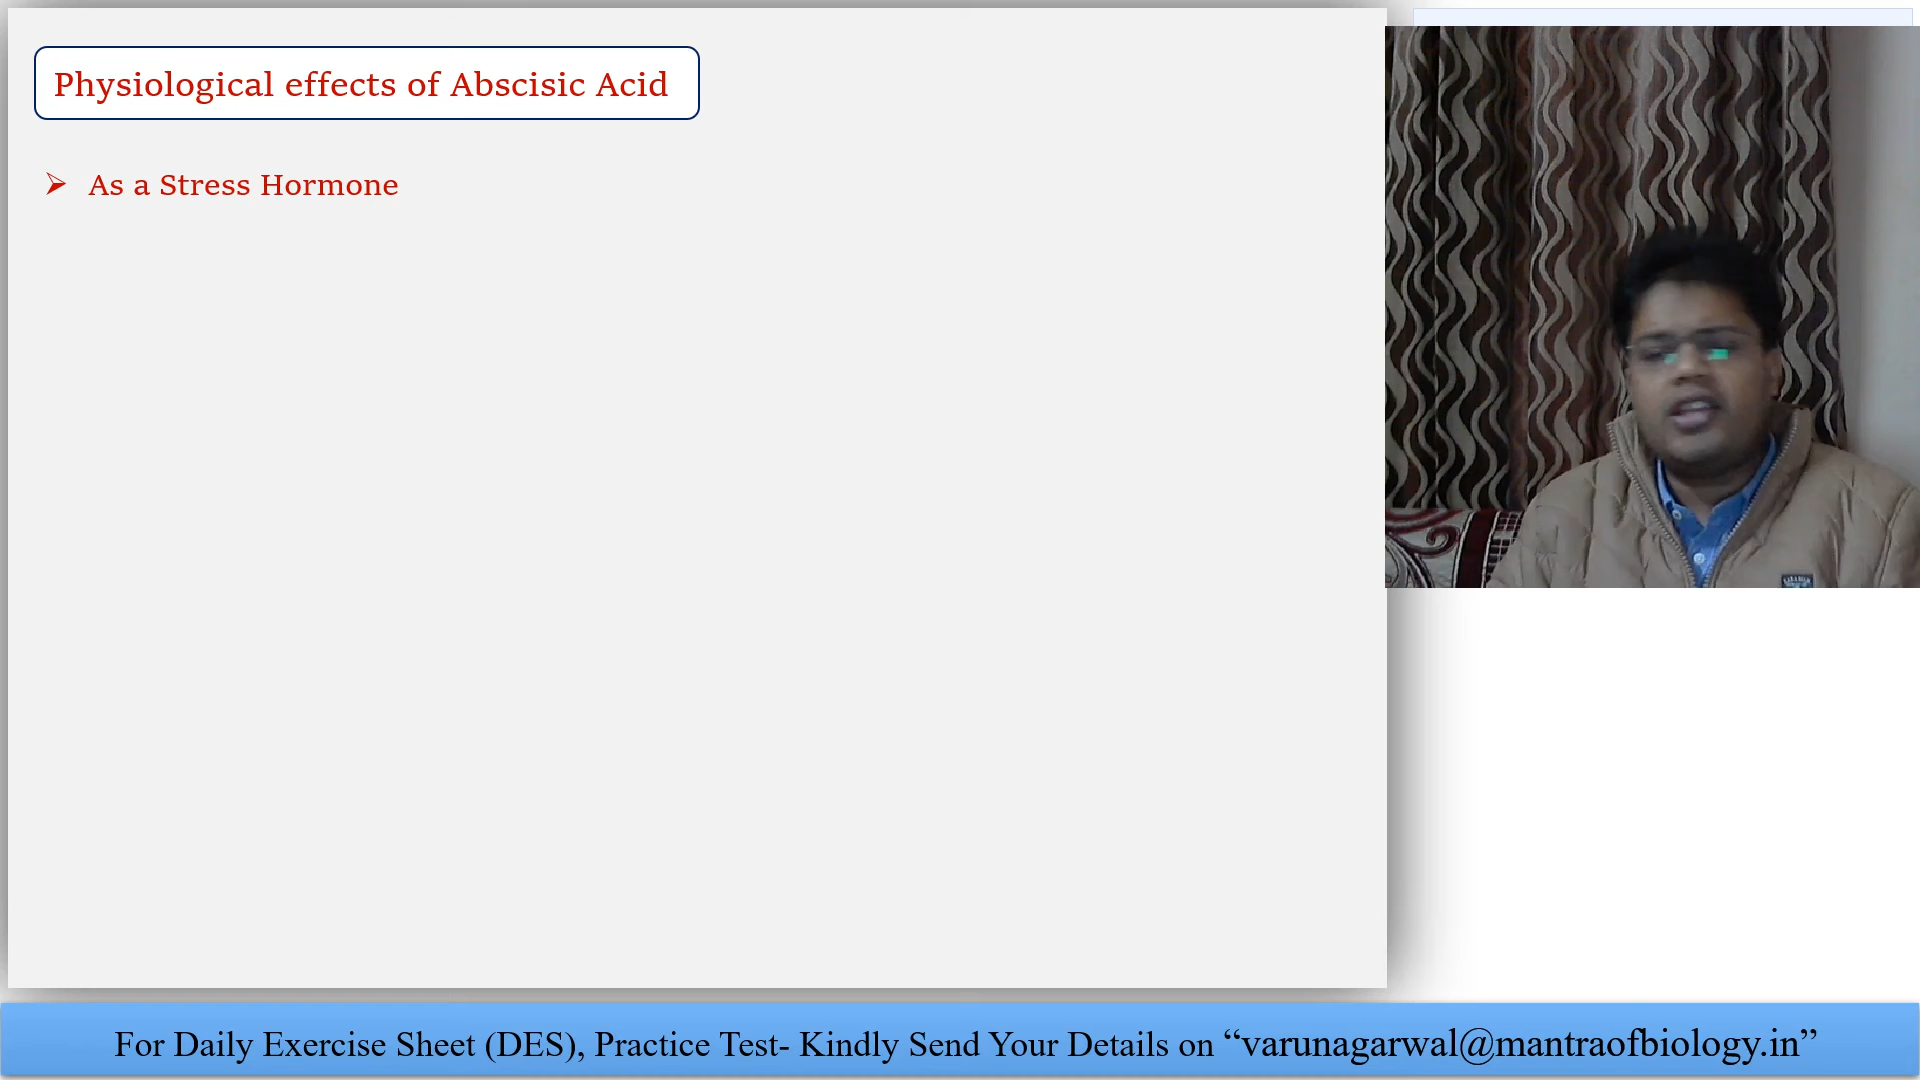 Physiological effects of Abscisic Acid
➢ As a Stress Hormone
For Daily Exercise Sheet (DES), Practice Test- Kindly Send Your Details on “varunagarwal@mantraofbiology.in”